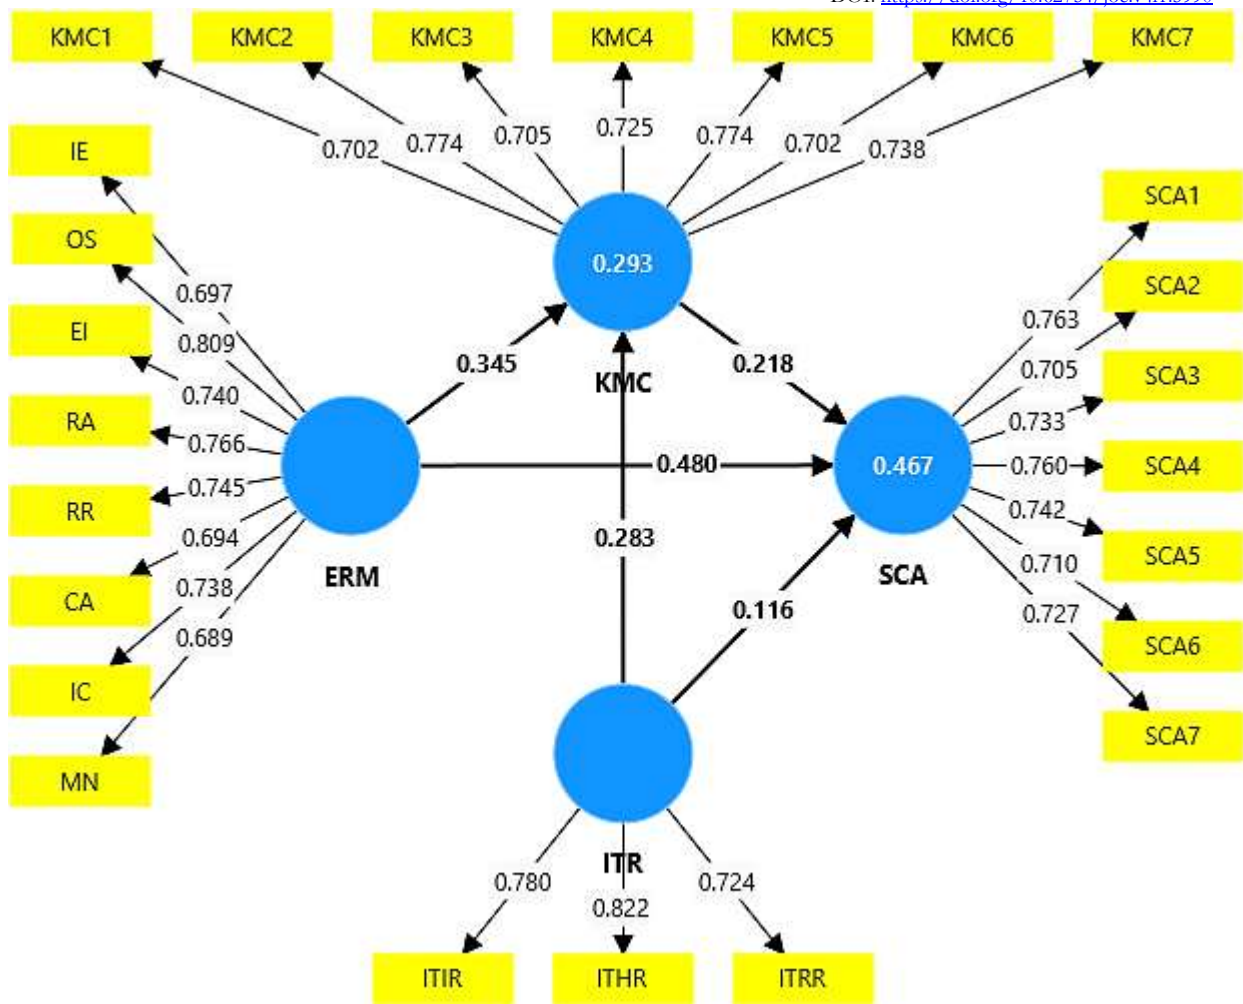 KMC1 KMC2 KMC3 KMC4 KMC5 KMC6 KMC7
0.702 0.774 0.705 0.725 0.774 0.702 0.738
IE
OS
EI
RA
RR
CA
IC
MN
0.697
0.809
0.740
0.766
0.745
0.694
0.738
0.689
0.293
KMC
0.345
0.218
0.480
0.283
0.116
ERM
0.467
SCA
0.763
0.705
0.733
0.760
0.742
0.710
0.727
SCA1
SCA2
SCA3
SCA4
SCA5
SCA6
SCA7
ITR
0.780 0.822 0.724
ITIR ITHR ITRR